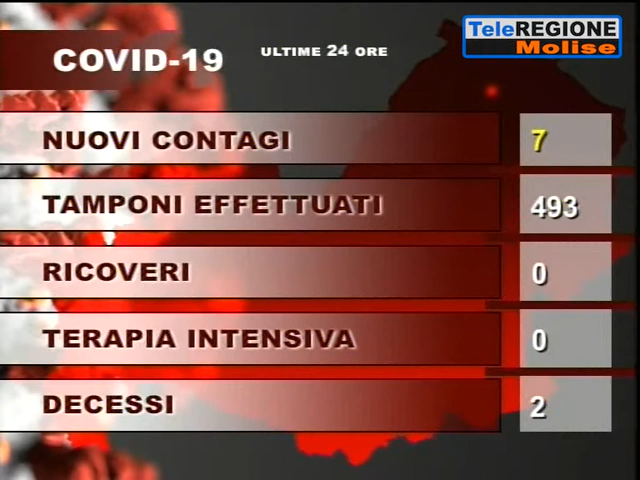 TeleREGIONE
Molise
COVID-19
ULTIME 24 ORE
NUOVI CONTAGI 7
TAMPONI EFFETTUATI 493
RICOVERI 0
TERAPIA INTENSIVA 0
DECESSI 2